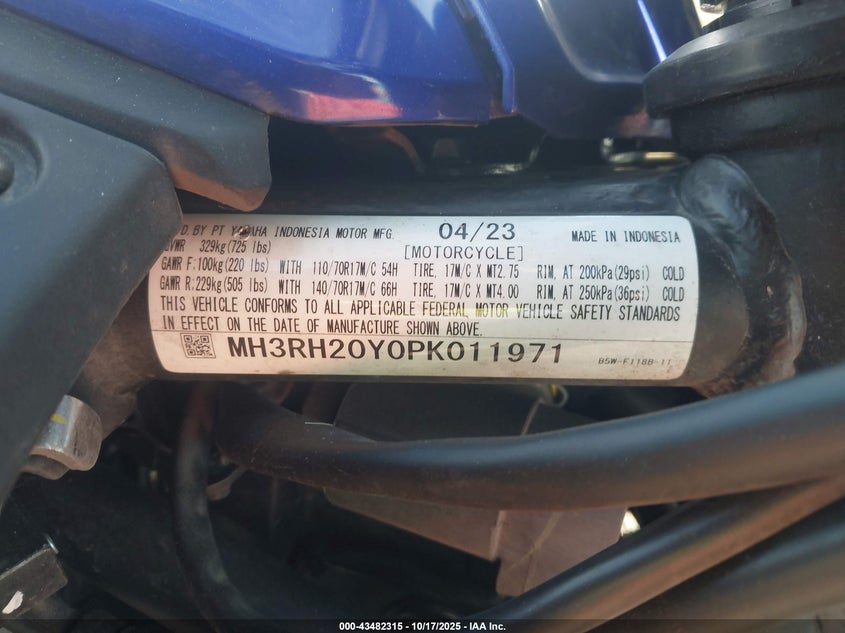 D BY PT YAMAHA INDONESIA MOTOR MFG. 04/23 MADE IN INDONESIA
329kg(725 lbs) [MOTORCYCLE]
GAWR F:100kg(220 lbs) WITH 110/70R17M/C 54H TIRE, 17M/C X MT2.75 RIM, AT 200kPa(29psi) COLD
GAWR R:229kg(505 lbs) WITH 140/70R17M/C 66H TIRE, 17M/C X MT4.00 RIM, AT 250kPa(36psi) COLD
THIS VEHICLE CONFORMS TO ALL APPLICABLE FEDERAL MOTOR VEHICLE SAFETY STANDARDS
IN EFFECT ON THE DATE OF MANUFACTURE SHOWN ABOVE.
MH3RH20Y0PK011971 B5W-F118B-11
000-43482315 - 10/17/2025 - IAA Inc.